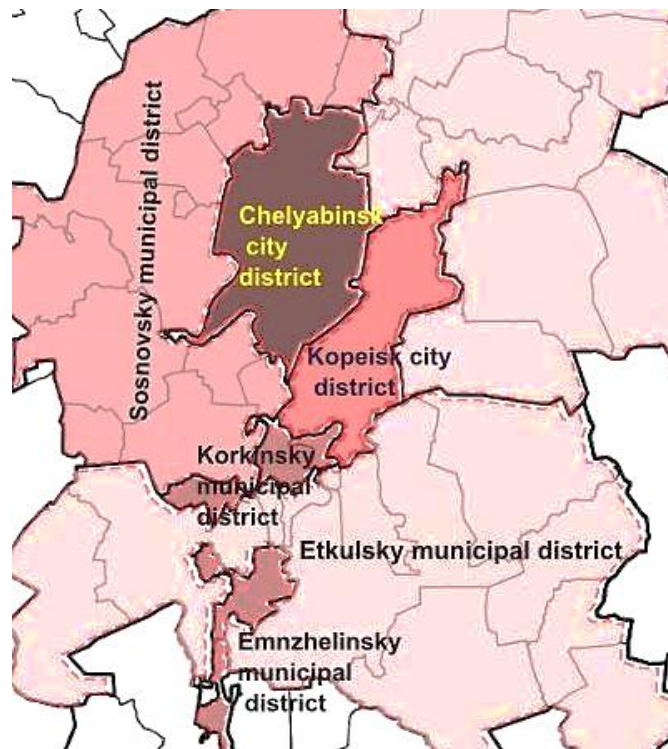 Sosnovsky municipal district
Chelyabinsk
city
district
Kopeisk city
district
Korkinsky
municipal
district
Etkulsky municipal district
Emnzhelinsky
municipal
district